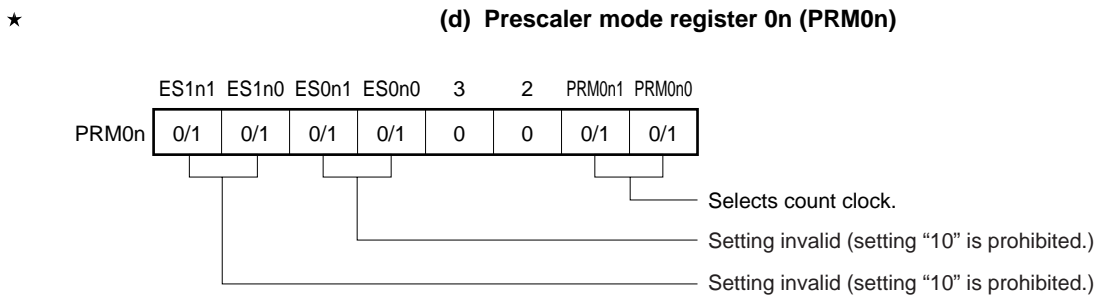 ★ (d) Prescaler mode register 0n (PRM0n)
ES1n1 ES1n0 ES0n1 ES0n0 3 2 PRM0n1 PRM0n0
PRM0n 0/1 0/1 0/1 0/1 0 0 0/1 0/1
Selects count clock.
Setting invalid (setting “10” is prohibited.)
Setting invalid (setting “10” is prohibited.)